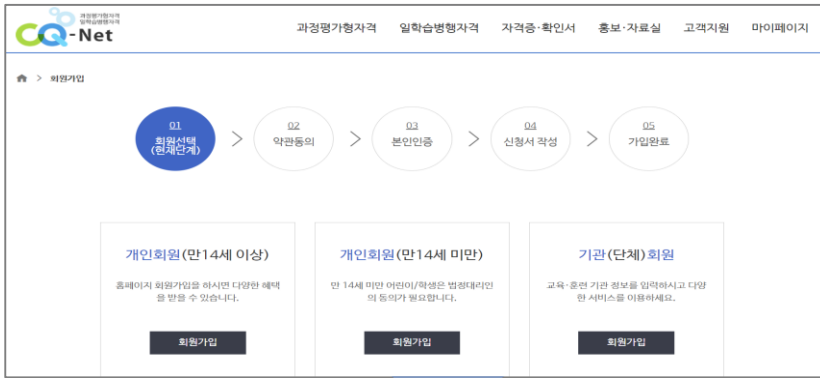 과정평가형자격
일학습병행자격
CQ-Net
과정평가형자격 일학습병행자격 자격증·확인서 홍보·자료실 고객지원 마이페이지
> 회원가입
01 > 02 > 03 > 04 > 05
회원선택 약관동의 본인인증 신청서 작성 가입완료
(현재단계)
개인회원(만14세 이상) 개인회원(만14세 미만) 기관(단체)회원
홈페이지 회원가입을 하시면 다양한 혜택 만 14세 미만 어린이/학생은 법정대리인 교육·훈련 기관 정보를 입력하시고 다양
을 받을 수 있습니다. 의 동의가 필요합니다. 한 서비스를 이용하세요.
회원가입 회원가입 회원가입